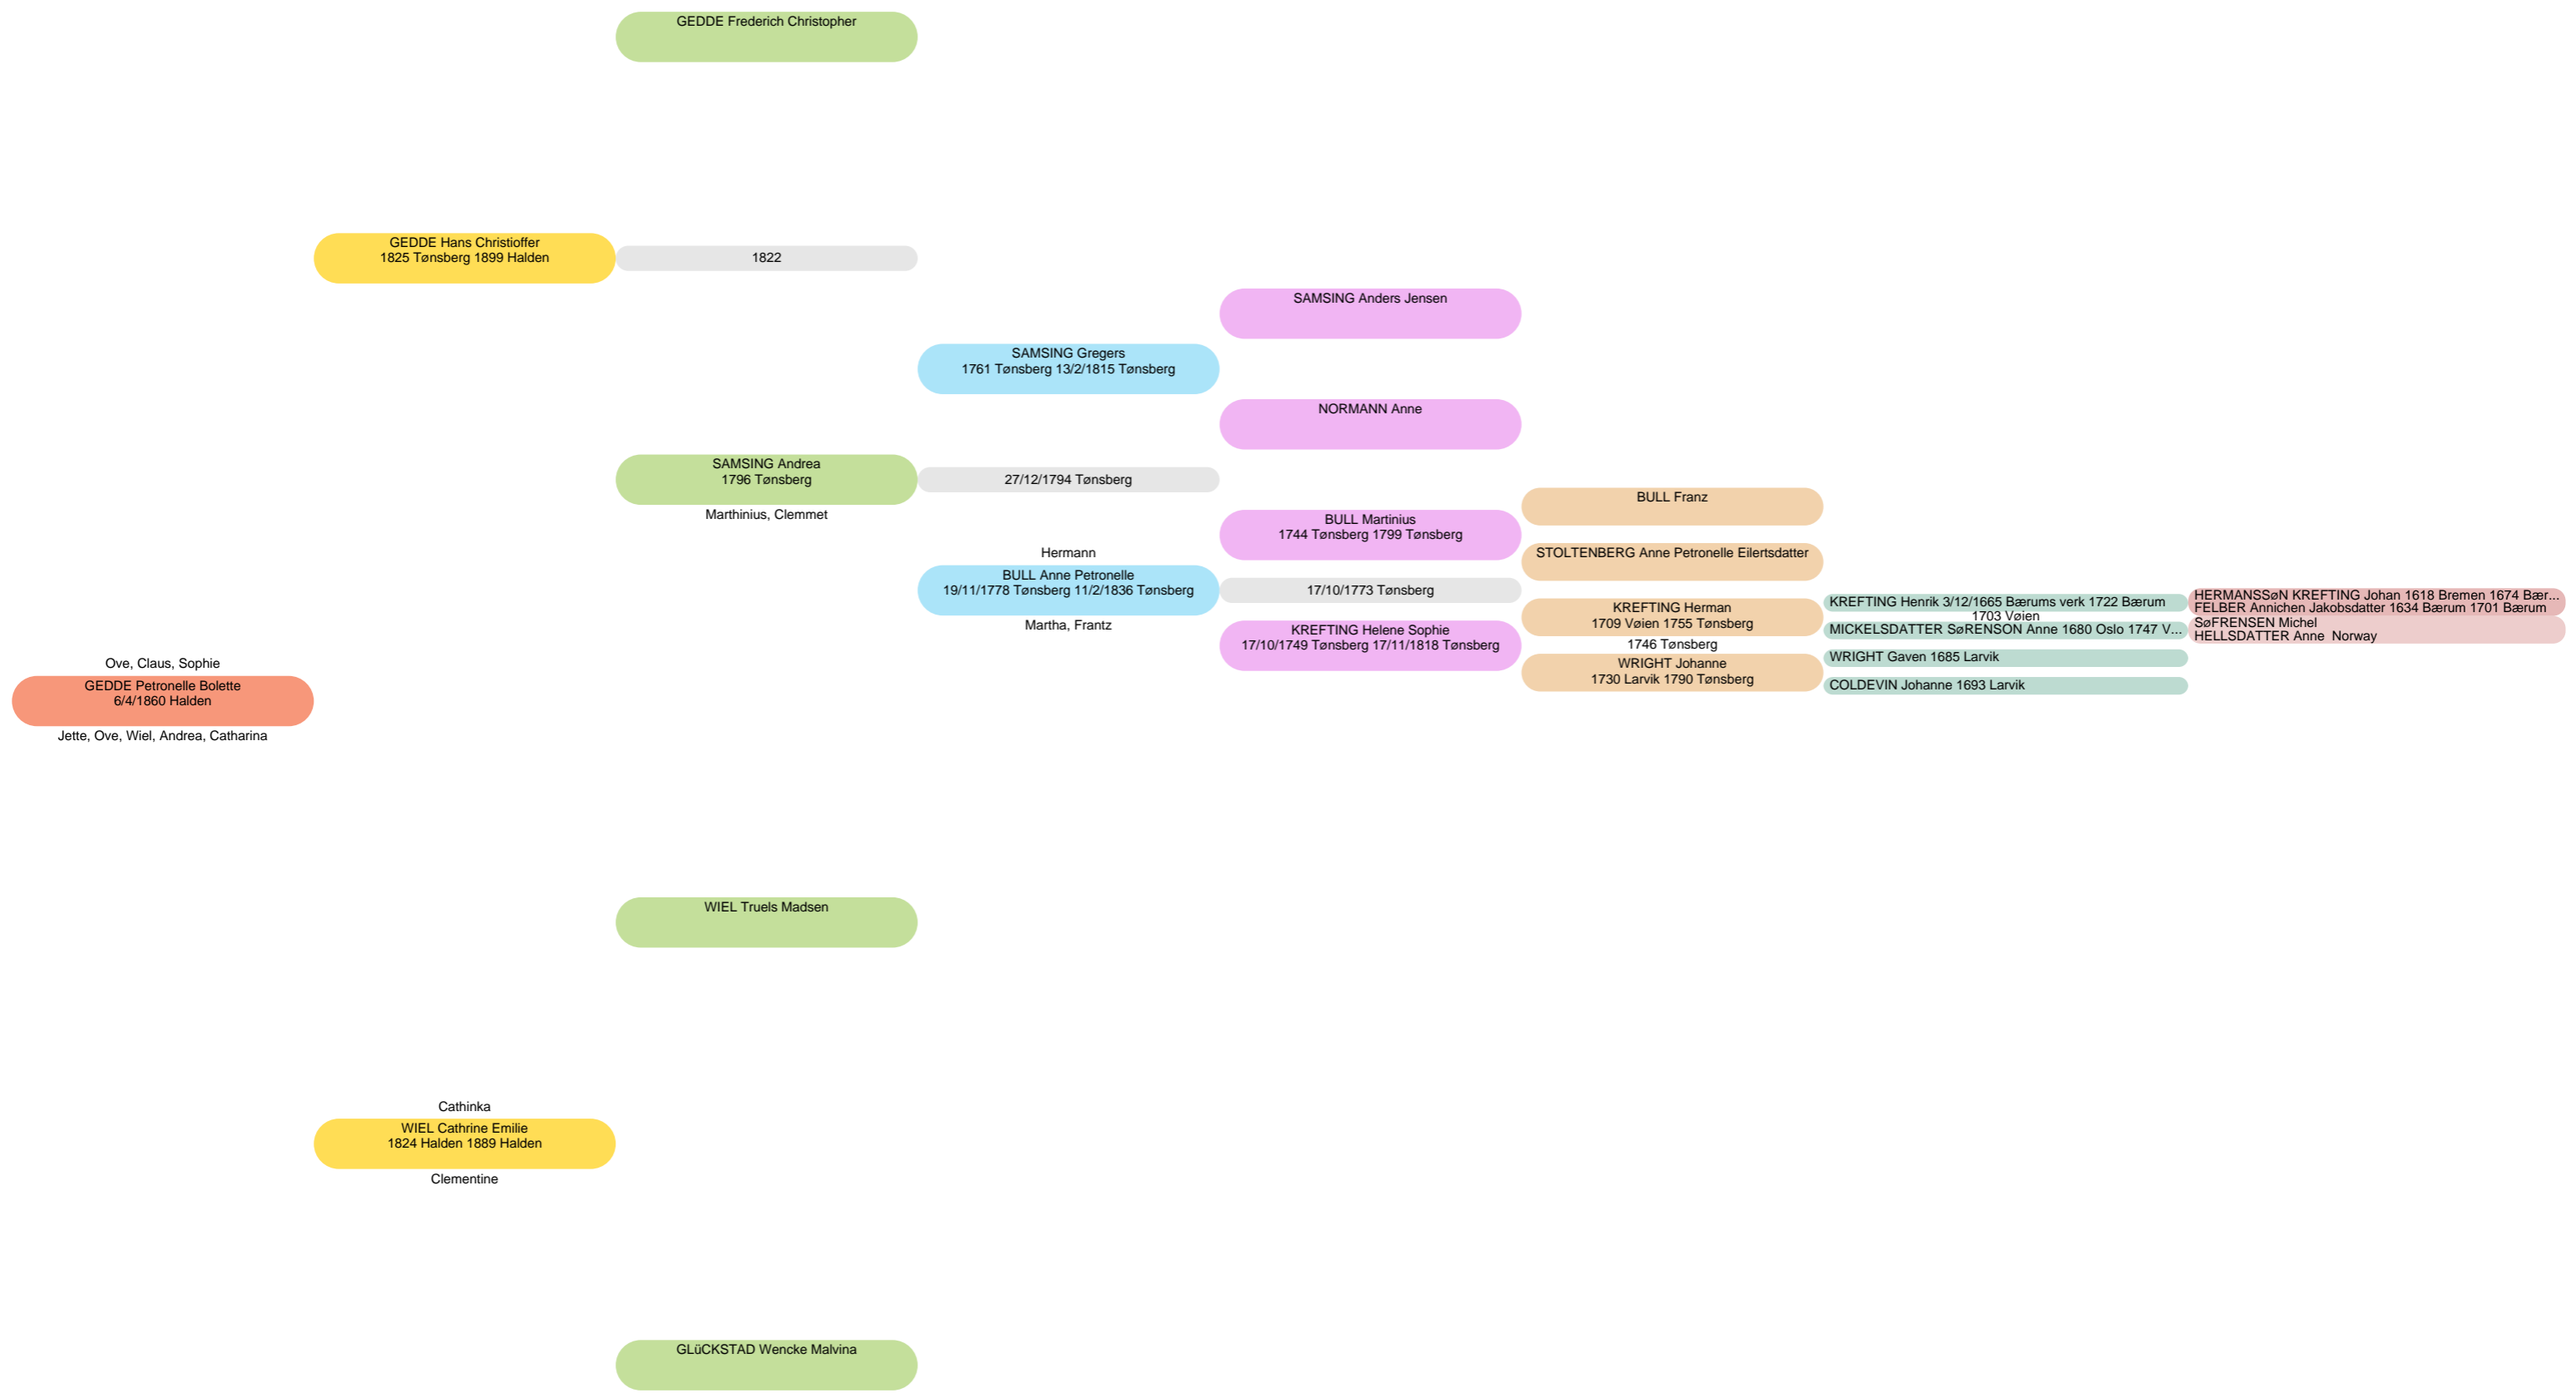 GEDDE Frederich Christopher
GEDDE Hans Christioffer
1825 Tønsberg 1899 Halden
1822
SAMSING Anders Jensen
SAMSING Gregers
1761 Tønsberg 13/2/1815 Tønsberg
NORMANN Anne
SAMSING Andrea
1796 Tønsberg
Marthinius, Clemmet
27/12/1794 Tønsberg
BULL Franz
BULL Martinius
1744 Tønsberg 1799 Tønsberg
STOLTENBERG Anne Petronelle Eilertsdatter
Hermann
BULL Anne Petronelle
19/11/1778 Tønsberg 11/2/1836 Tønsberg
Martha, Frantz
17/10/1773 Tønsberg
KREFTING Herman
1709 Vøien 1755 Tønsberg
KREFTING Henrik 3/12/1665 Bærums verk 1722 Bærum
1703 Vøien
MICKELSDATTER SøRENSON Anne 1680 Oslo 1747 V...
HERMANSSøN KREFTING Johan 1618 Bremen 1674 Bær...
FELBER Annichen Jakobsdatter 1634 Bærum 1701 Bærum
SøFRENSEN Michel
HELLSDATTER Anne  Norway
KREFTING Helene Sophie
17/10/1749 Tønsberg 17/11/1818 Tønsberg
1746 Tønsberg
WRIGHT Johanne
1730 Larvik 1790 Tønsberg
WRIGHT Gaven 1685 Larvik
COLDEVIN Johanne 1693 Larvik
Ove, Claus, Sophie
GEDDE Petronelle Bolette
6/4/1860 Halden
Jette, Ove, Wiel, Andrea, Catharina
WIEL Truels Madsen
Cathinka
WIEL Cathrine Emilie
1824 Halden 1889 Halden
Clementine
GLüCKSTAD Wencke Malvina